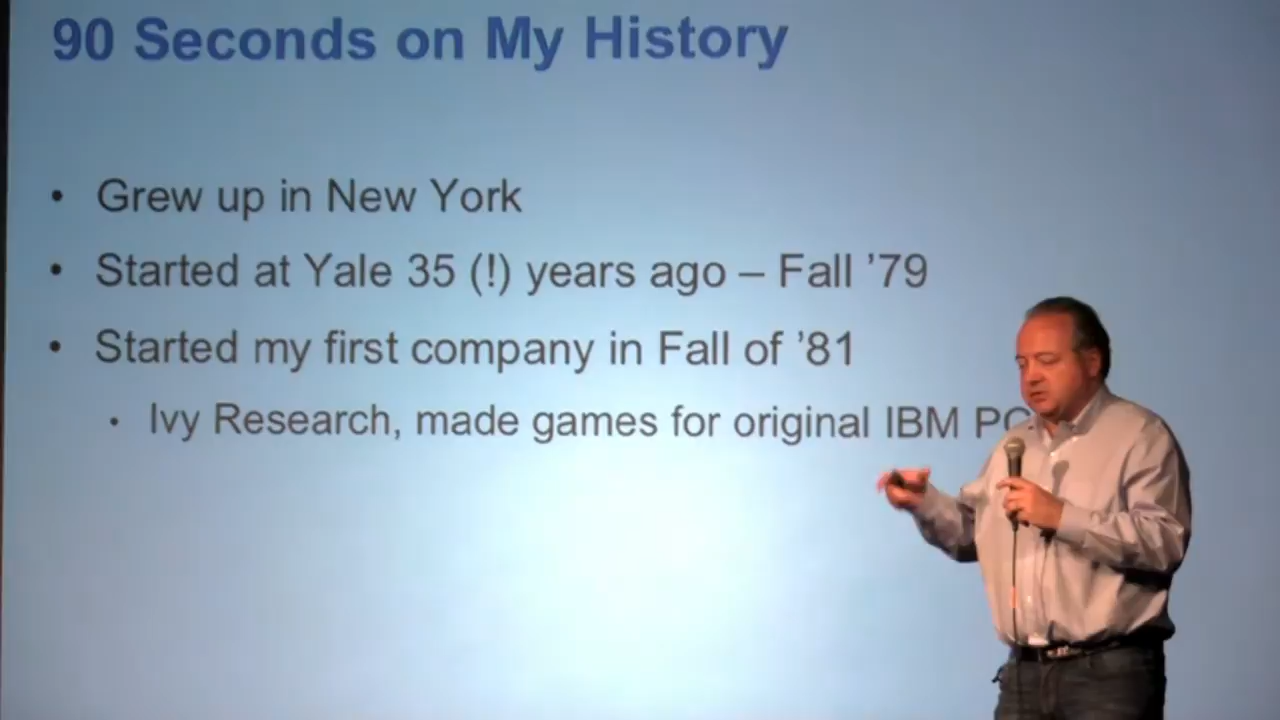 90 Seconds on My History
• Grew up in New York
• Started at Yale 35 (!) years ago – Fall ’79
• Started my first company in Fall of ’81
• Ivy Research, made games for original IBM PC